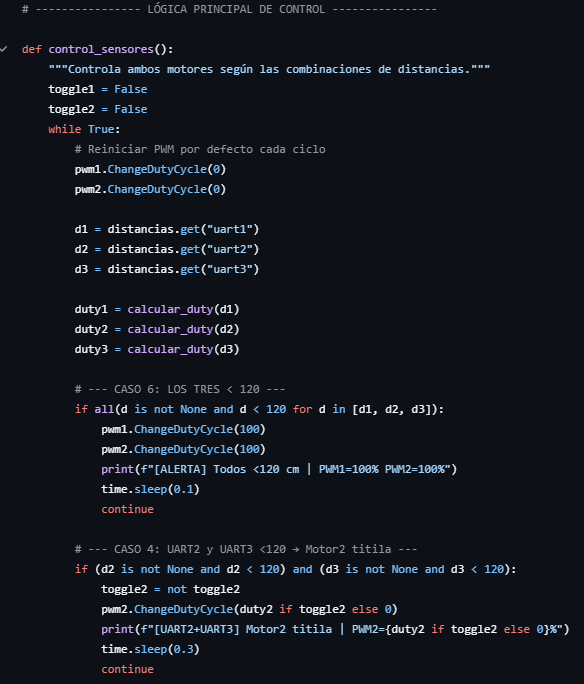 # ---------------- LÓGICA PRINCIPAL DE CONTROL ----------------
def control_sensores():
"""Controla ambos motores según las combinaciones de distancias."""
toggle1 = False
toggle2 = False
while True:
# Reiniciar PWM por defecto cada ciclo
pwm1.ChangeDutyCycle(0)
pwm2.ChangeDutyCycle(0)
d1 = distancias.get("uart1")
d2 = distancias.get("uart2")
d3 = distancias.get("uart3")
duty1 = calcular_duty(d1)
duty2 = calcular_duty(d2)
duty3 = calcular_duty(d3)
# --- CASO 6: LOS TRES < 120 ---
if all(d is not None and d < 120 for d in [d1, d2, d3]):
pwm1.ChangeDutyCycle(100)
pwm2.ChangeDutyCycle(100)
print(f"[ALERTA] Todos <120 cm | PWM1=100% PWM2=100%")
time.sleep(0.1)
continue
# --- CASO 4: UART2 y UART3 <120 → Motor2 titila ---
if (d2 is not None and d2 < 120) and (d3 is not None and d3 < 120):
toggle2 = not toggle2
pwm2.ChangeDutyCycle(duty2 if toggle2 else 0)
print(f"[UART2+UART3] Motor2 titila | PWM2={duty2 if toggle2 else 0}%")
time.sleep(0.3)
continue